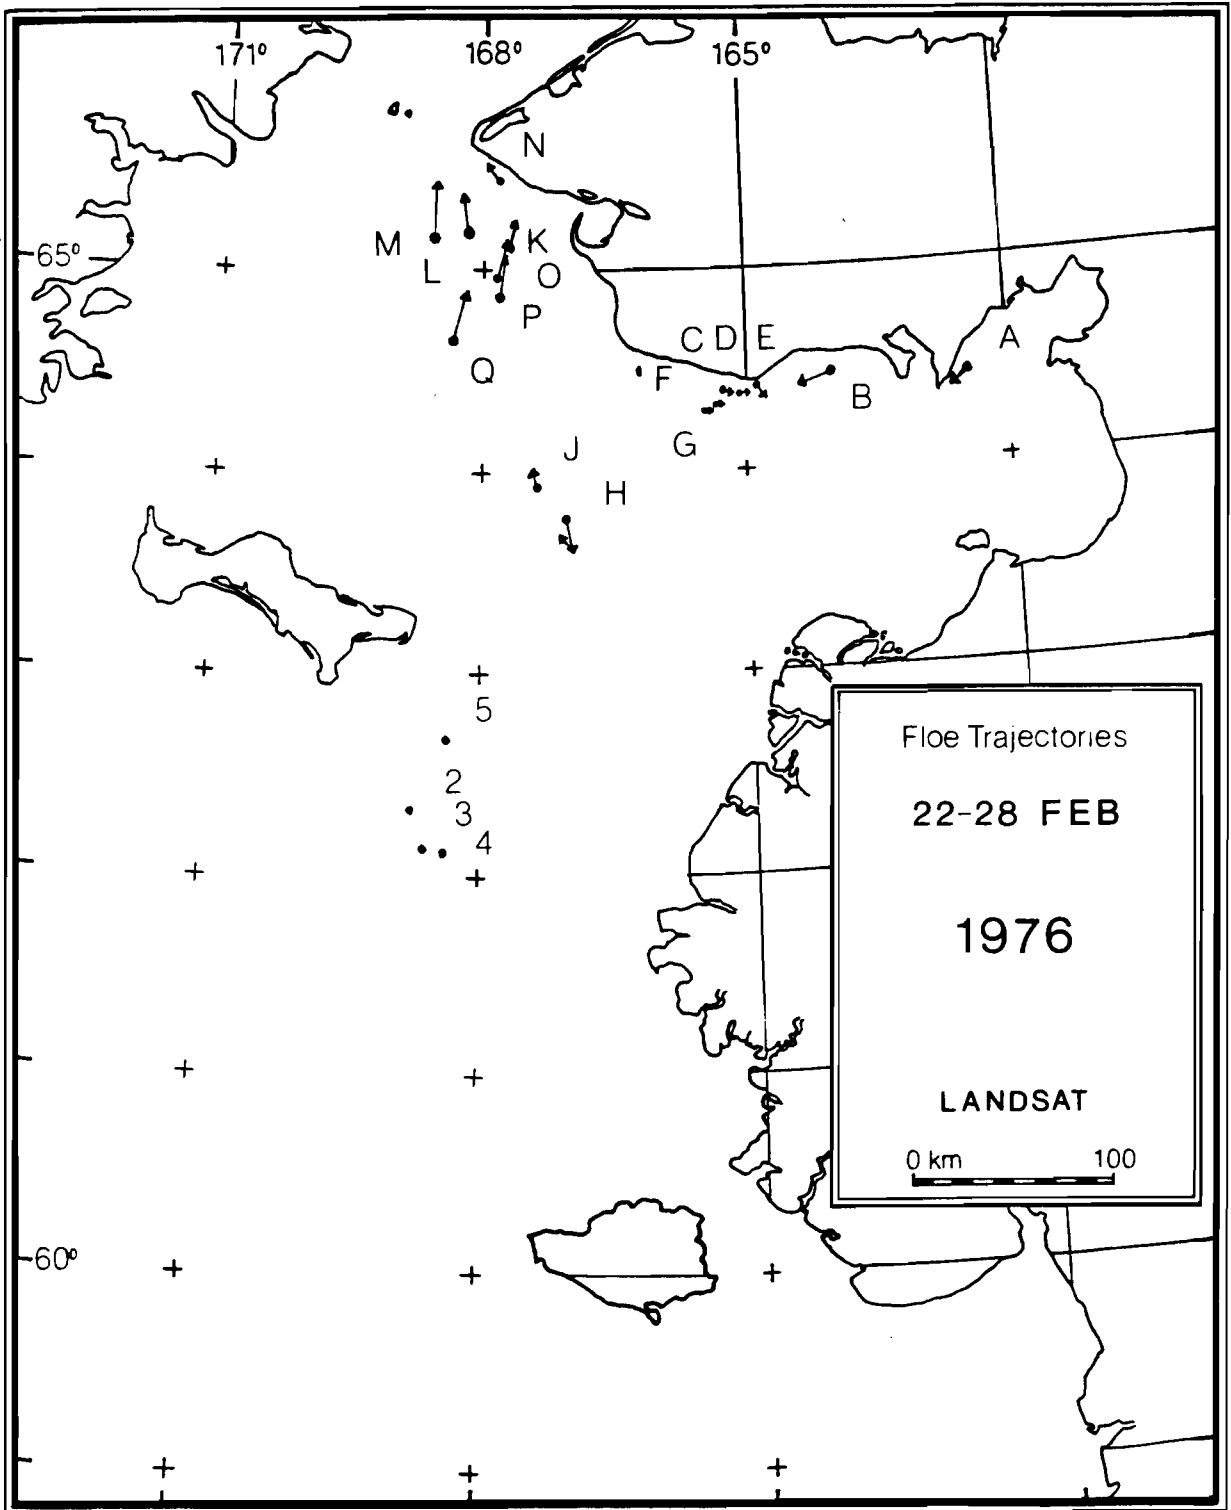 171° 168° 165°
N
M K
65°
L O
P
C D E A
Q F B
J G
H
5
2
3
4
Floe Trajectories
22-28 FEB
1976
LANDSAT
0 km 100
60°